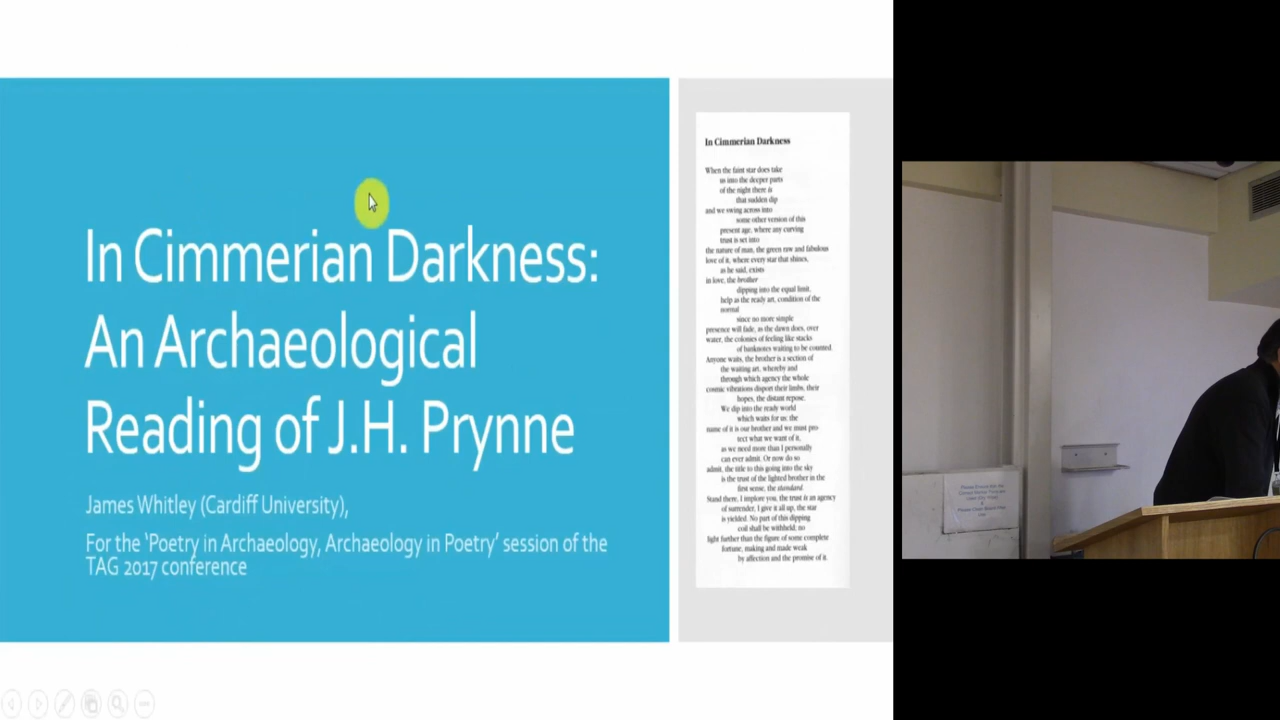 In Cimmerian Darkness:
An Archaeological
Reading of J.H. Prynne
James Whitley (Cardiff University),
For the 'Poetry in Archaeology, Archaeology in Poetry' session of the
TAG 2017 conference
In Cimmerian Darkness
When the faint star does take
us into the deeper parts
of the night there is
that sudden dip
and we swing across into
some other version of this
present age, where any curving
trust is set into
the nature of man, the green raw and fabulous
love of it, where every star that shines,
as he said, exists
in love, the brother
dipping into the equal limit,
help as the ready art, condition of the
normal
since no more simple
presence will fade, as the dawn does, over
water, the colonies of feeling like stacks
of banknotes waiting to be counted.
Anyone waits, the brother is a section of
the waiting art, whereby and
through which agency the whole
cosmic vibrations disport their limbs, their
hopes, the distant repose.
We dip into the ready world
which waits for us: the
name of it is our brother and we must pro
tect what we want of it,
as we need more than I personally
can ever admit. Or now do so
admit, the title to this going into the sky
is the trust of the lighted brother in the
first sense, the standard.
Stand there, I implore you, the trust is an agency
of surrender, I give it all up, the star
is yielded. No part of this dipping
coil shall be withheld; no
light further than the figure of some complete
fortune, making and made weak
by affection and the promise of it.